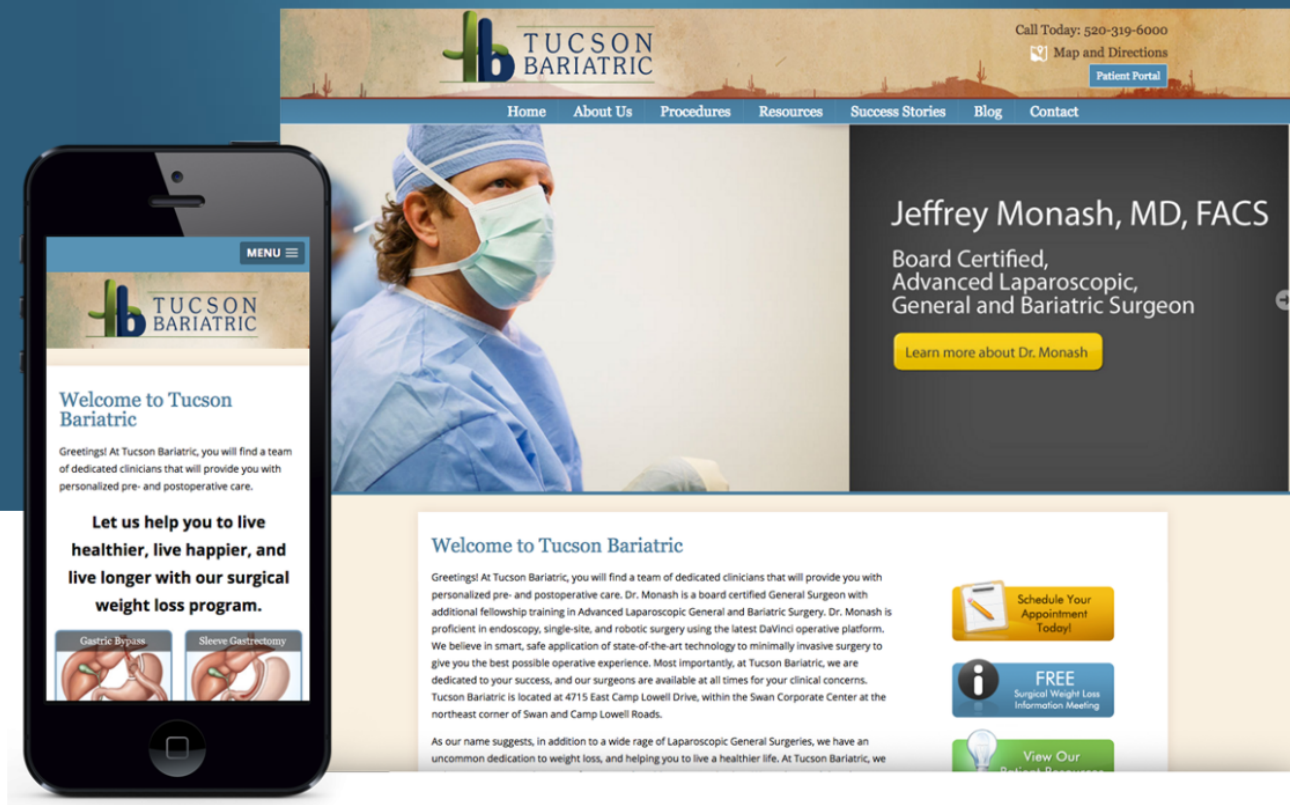 TUCSON
BARIATRIC
Call Today: 520-319-6000
Map and Directions
Patient Portal
Home About Us Procedures Resources Success Stories Blog Contact
Jeffrey Monash, MD, FACS
Board Certified,
Advanced Laparoscopic,
General and Bariatric Surgeon
Learn more about Dr. Monash
MENU
TUCSON
BARIATRIC
Welcome to Tucson
Bariatric
Greetings! At Tucson Bariatric, you will find a team
of dedicated clinicians that will provide you with
personalized pre- and postoperative care.
Let us help you to live
healthier, live happier, and
live longer with our surgical
weight loss program.
Gastric Bypass Sleeve Gastrectomy
Welcome to Tucson Bariatric
Greetings! At Tucson Bariatric, you will find a team of dedicated clinicians that will provide you with
personalized pre- and postoperative care. Dr. Monash is a board certified General Surgeon with
additional fellowship training in Advanced Laparoscopic General and Bariatric Surgery. Dr. Monash is
proficient in endoscopy, single-site, and robotic surgery using the latest DaVinci operative platform.
We believe in smart, safe application of state-of-the-art technology to minimally invasive surgery to
give you the best possible operative experience. Most importantly, at Tucson Bariatric, we are
dedicated to your success, and our surgeons are available at all times for your clinical concerns.
Tucson Bariatric is located at 4715 East Camp Lowell Drive, within the Swan Corporate Center at the
northeast corner of Swan and Camp Lowell Roads.
As our name suggests, in addition to a wide rage of Laparoscopic General Surgeries, we have an
uncommon dedication to weight loss, and helping you to live a healthier life. At Tucson Bariatric, we
Schedule Your
Appointment
Today!
FREE
Surgical Weight Loss
Information Meeting
View Our
Patient Resources